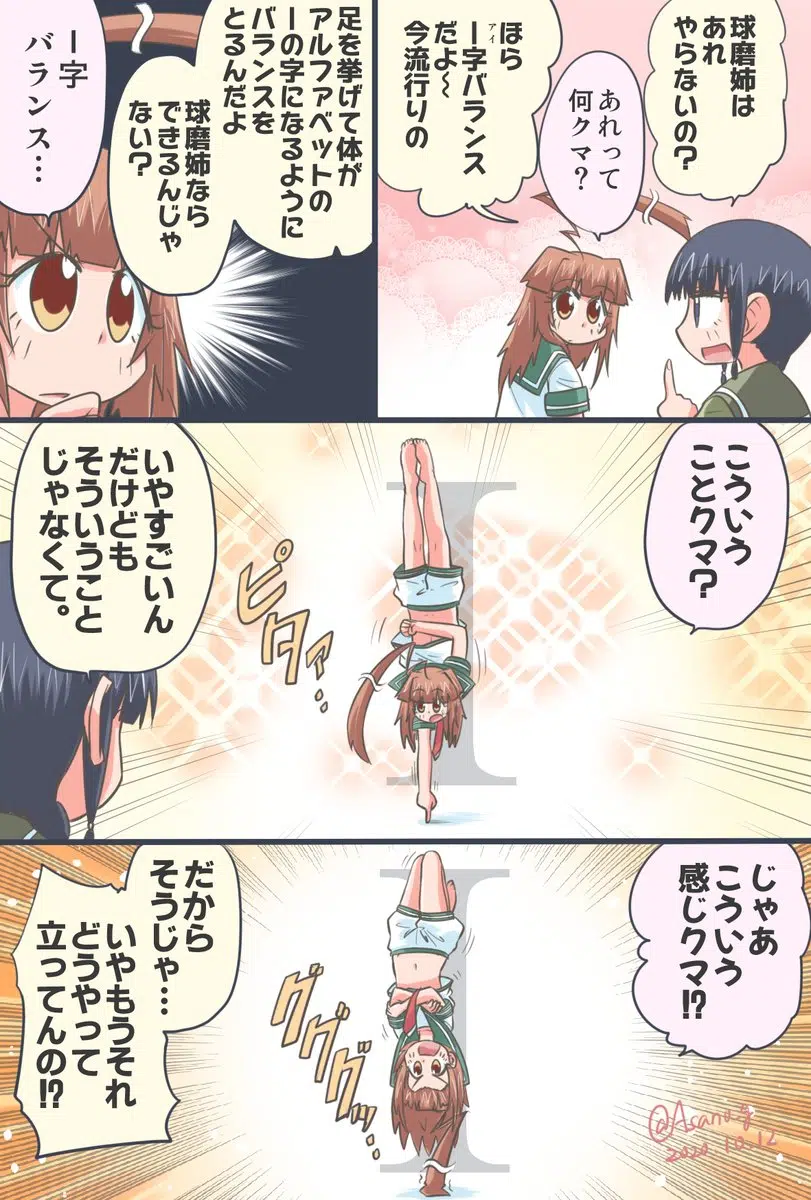 球磨姉は
あれ
やらないの?
あれって
何クマ?
ほら
I字バランス
アイ
だよ〜
今流行りの
足を挙げて体が
アルファベットの
Iの字になるように
バランスを
とるんだよ
球磨姉なら
できるんじゃ
ない?
I字
バランス…
こういう
ことクマ?
I
ピタァ…
いやすごいん
だけども
そういうこと
じゃなくて。
じゃあ
こういう
感じクマ!?
I
グググッ…
だから
そうじゃ…
いやもうそれ
どうやって
立ってんの!?
@Asanog
2020.10.12